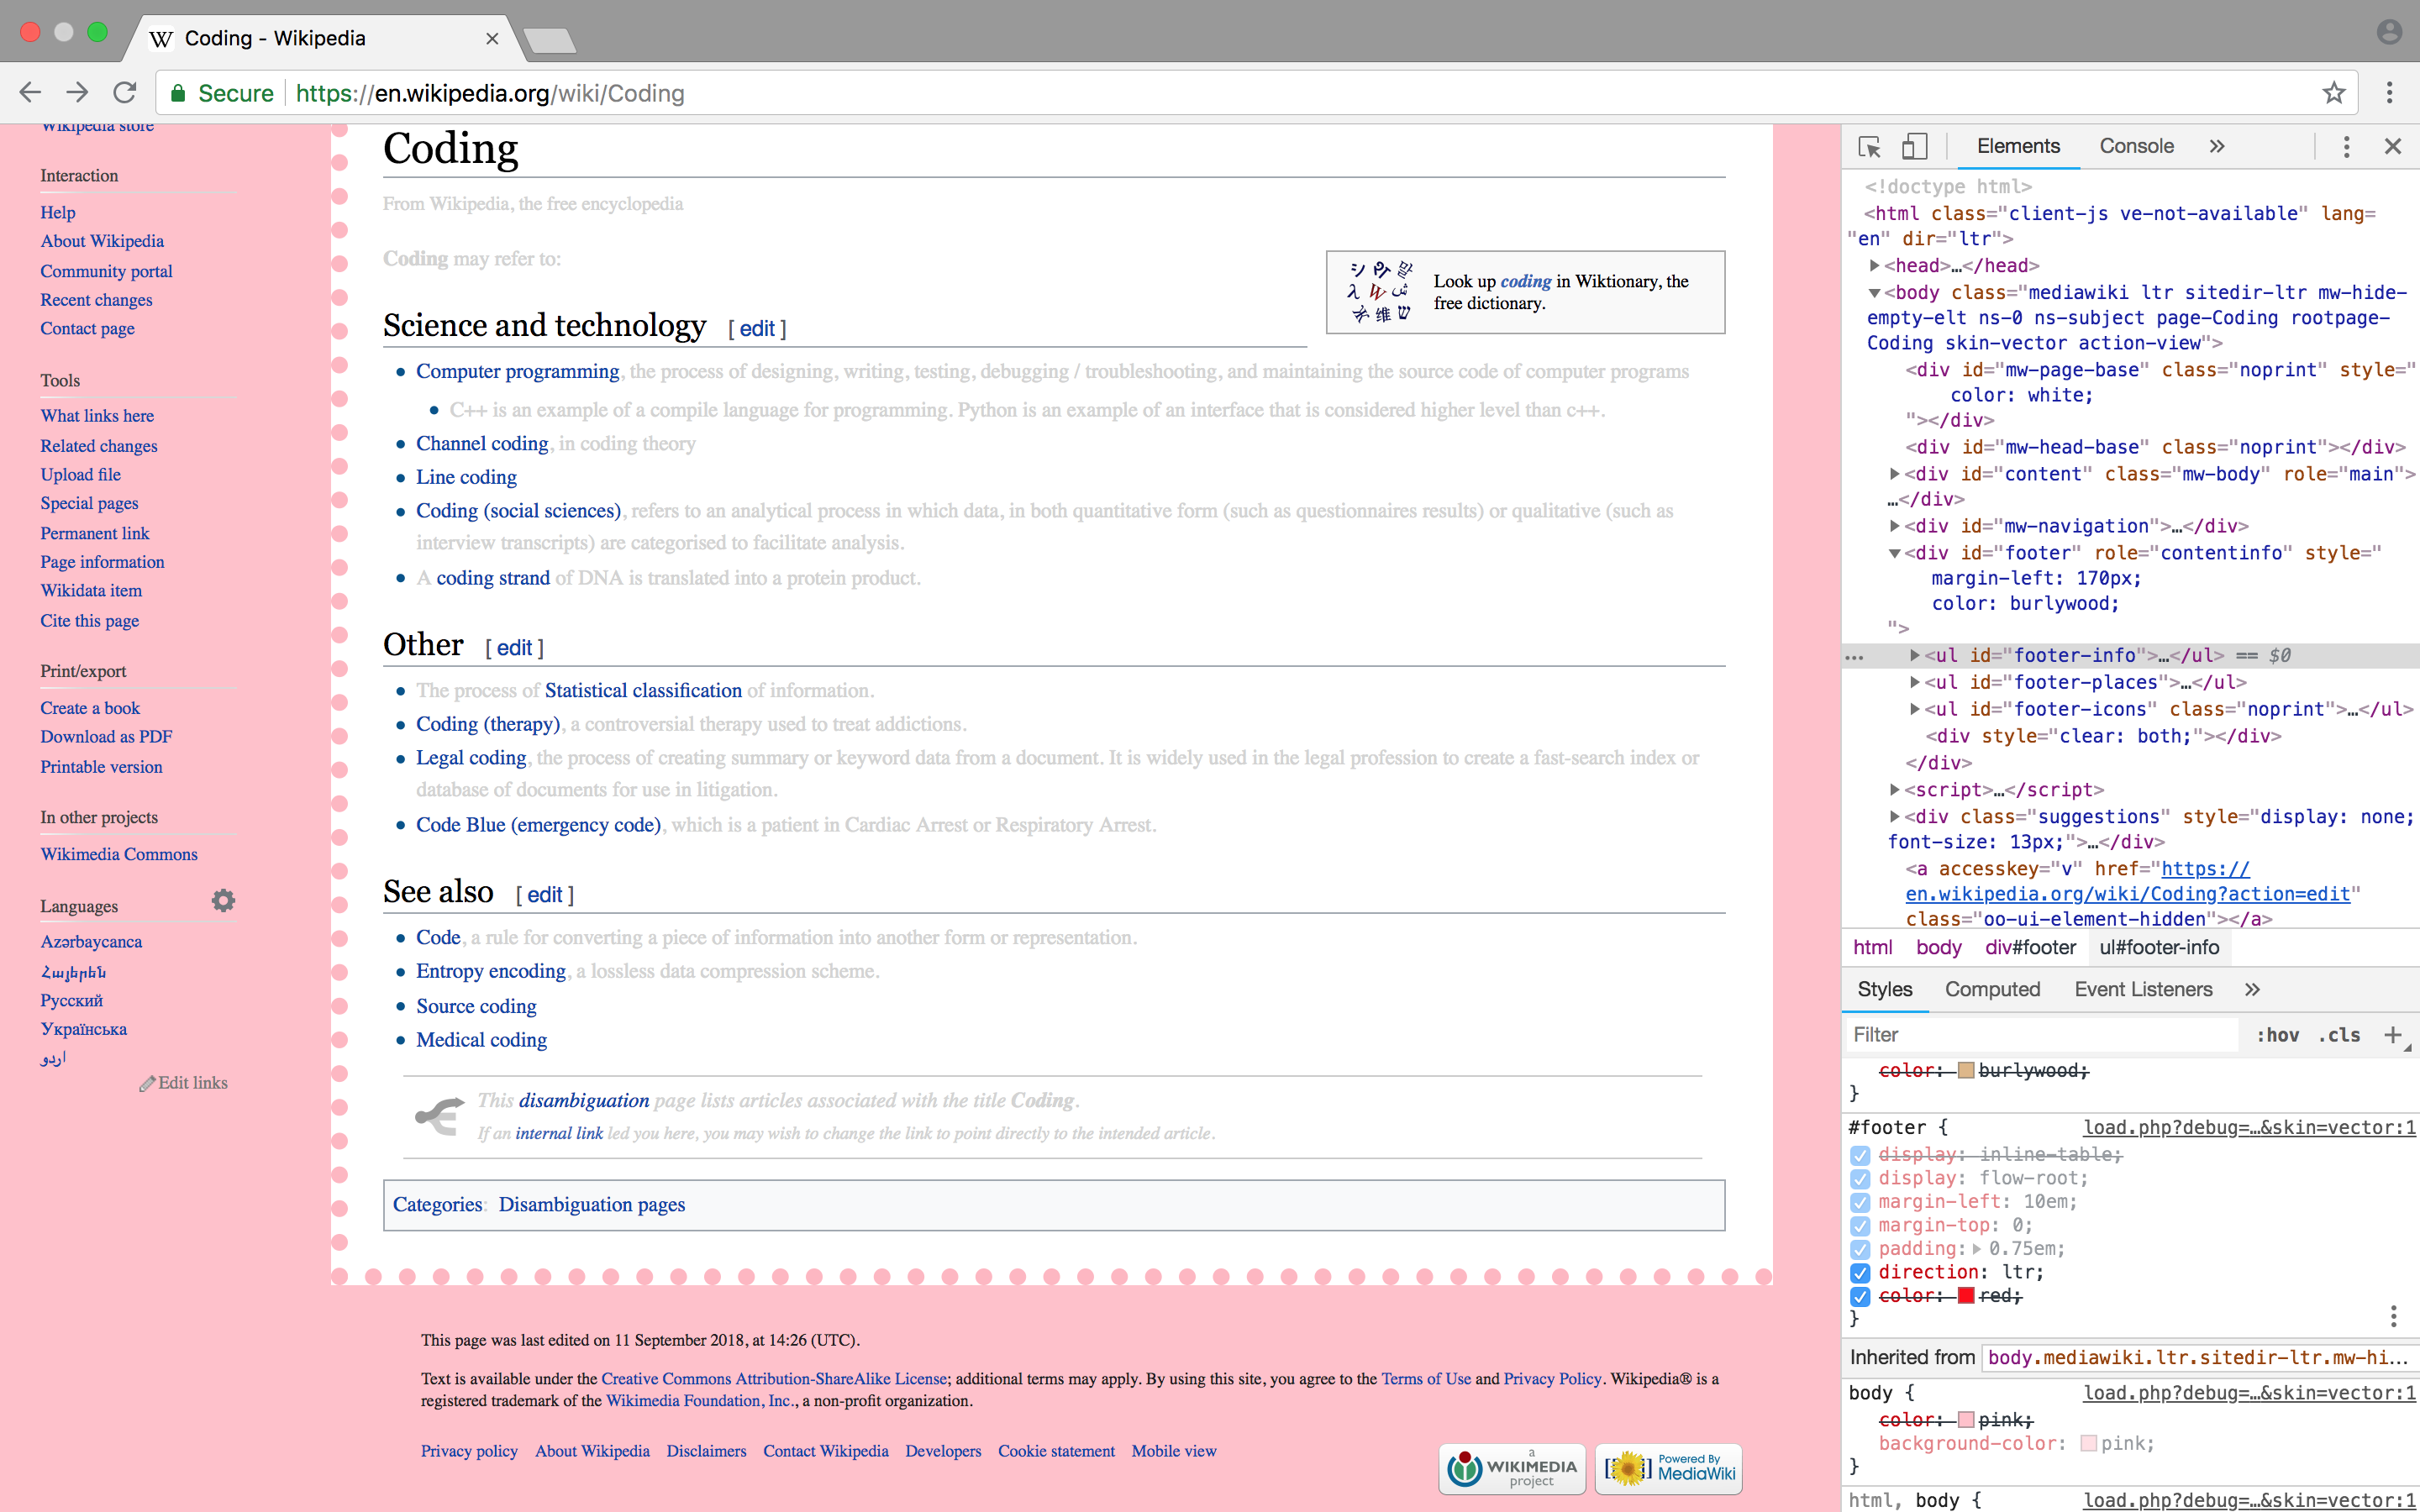 Coding - Wikipedia
Secure https://en.wikipedia.org/wiki/Coding
Wikipedia store
Interaction
Help
About Wikipedia
Community portal
Recent changes
Contact page
Tools
What links here
Related changes
Upload file
Special pages
Permanent link
Page information
Wikidata item
Cite this page
Print/export
Create a book
Download as PDF
Printable version
In other projects
Wikimedia Commons
Languages
Azərbaycanca
Հայերեն
Русский
Українська
اردو
Edit links
Coding
From Wikipedia, the free encyclopedia
Coding may refer to:
Look up coding in Wiktionary, the
free dictionary.
Science and technology [ edit ]
Computer programming, the process of designing, writing, testing, debugging / troubleshooting, and maintaining the source code of computer programs
C++ is an example of a compile language for programming. Python is an example of an interface that is considered higher level than c++.
Channel coding, in coding theory
Line coding
Coding (social sciences), refers to an analytical process in which data, in both quantitative form (such as questionnaires results) or qualitative (such as
interview transcripts) are categorised to facilitate analysis.
A coding strand of DNA is translated into a protein product.
Other [ edit ]
The process of Statistical classification of information.
Coding (therapy), a controversial therapy used to treat addictions.
Legal coding, the process of creating summary or keyword data from a document. It is widely used in the legal profession to create a fast-search index or
database of documents for use in litigation.
Code Blue (emergency code), which is a patient in Cardiac Arrest or Respiratory Arrest.
See also [ edit ]
Code, a rule for converting a piece of information into another form or representation.
Entropy encoding, a lossless data compression scheme.
Source coding
Medical coding
This disambiguation page lists articles associated with the title Coding.
If an internal link led you here, you may wish to change the link to point directly to the intended article.
Categories: Disambiguation pages
This page was last edited on 11 September 2018, at 14:26 (UTC).
Text is available under the Creative Commons Attribution-ShareAlike License; additional terms may apply. By using this site, you agree to the Terms of Use and Privacy Policy. Wikipedia® is a
registered trademark of the Wikimedia Foundation, Inc., a non-profit organization.
Privacy policy About Wikipedia Disclaimers Contact Wikipedia Developers Cookie statement Mobile view
a
WIKIMEDIA
project
Powered By
MediaWiki
Elements Console »
<!doctype html>
<html class="client-js ve-not-available" lang=
"en" dir="ltr">
<head>…</head>
<body class="mediawiki ltr sitedir-ltr mw-hide-
empty-elt ns-0 ns-subject page-Coding rootpage-
Coding skin-vector action-view">
<div id="mw-page-base" class="noprint" style="
color: white;
"></div>
<div id="mw-head-base" class="noprint"></div>
<div id="content" class="mw-body" role="main">
…</div>
<div id="mw-navigation">…</div>
<div id="footer" role="contentinfo" style="
margin-left: 170px;
color: burlywood;
">
… <ul id="footer-info">…</ul> == $0
<ul id="footer-places">…</ul>
<ul id="footer-icons" class="noprint">…</ul>
<div style="clear: both;"></div>
</div>
<script>…</script>
<div class="suggestions" style="display: none;
font-size: 13px;">…</div>
<a accesskey="v" href="https://
en.wikipedia.org/wiki/Coding?action=edit"
class="oo-ui-element-hidden"></a>
html body div#footer ul#footer-info
Styles Computed Event Listeners »
Filter :hov .cls +
color: burlywood;
}
#footer { load.php?debug=…&skin=vector:1
display: inline-table;
display: flow-root;
margin-left: 10em;
margin-top: 0;
padding: 0.75em;
direction: ltr;
color: red;
}
Inherited from body.mediawiki.ltr.sitedir-ltr.mw-hi…
body { load.php?debug=…&skin=vector:1
color: pink;
background-color: pink;
}
html, body { load.php?debug=…&skin=vector:1